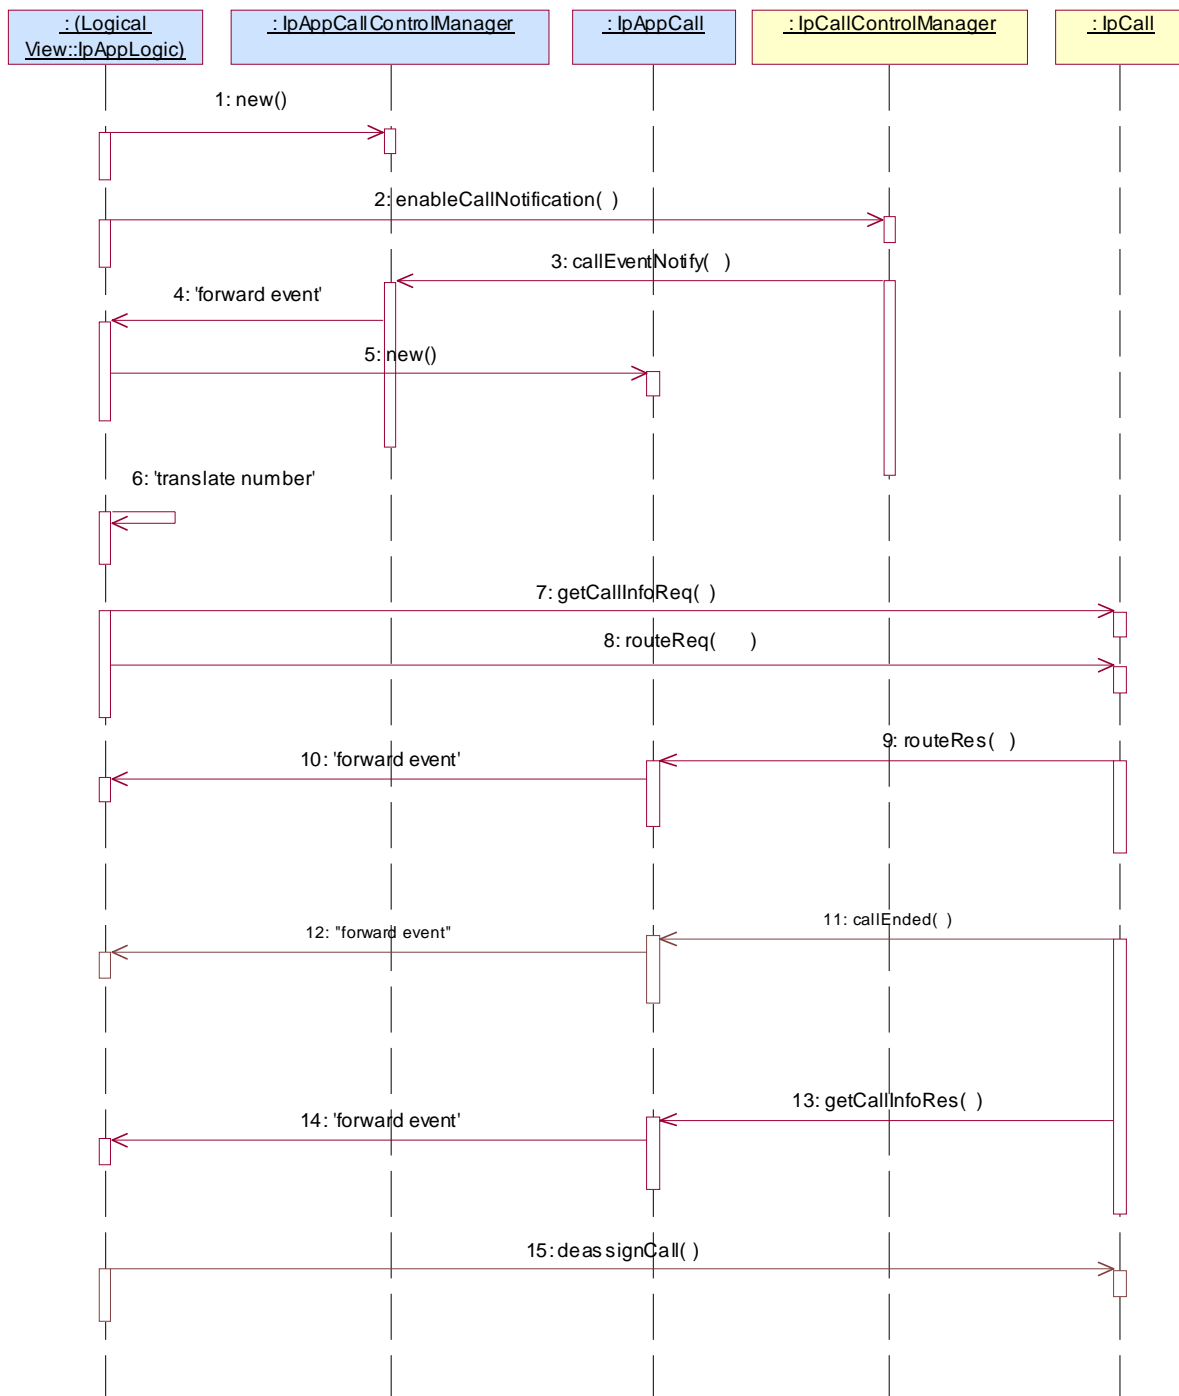 : (Logical
View::IpAppLogic)
: IpAppCallControlManager
: IpAppCall
: IpCallControlManager
: IpCall
1: new()
2: enableCallNotification( )
3: callEventNotify( )
4: 'forward event'
5: new()
6: 'translate number'
7: getCallInfoReq( )
8: routeReq( )
9: routeRes( )
10: 'forward event'
11: callEnded( )
12: "forward event"
13: getCallInfoRes( )
14: 'forward event'
15: deassignCall( )